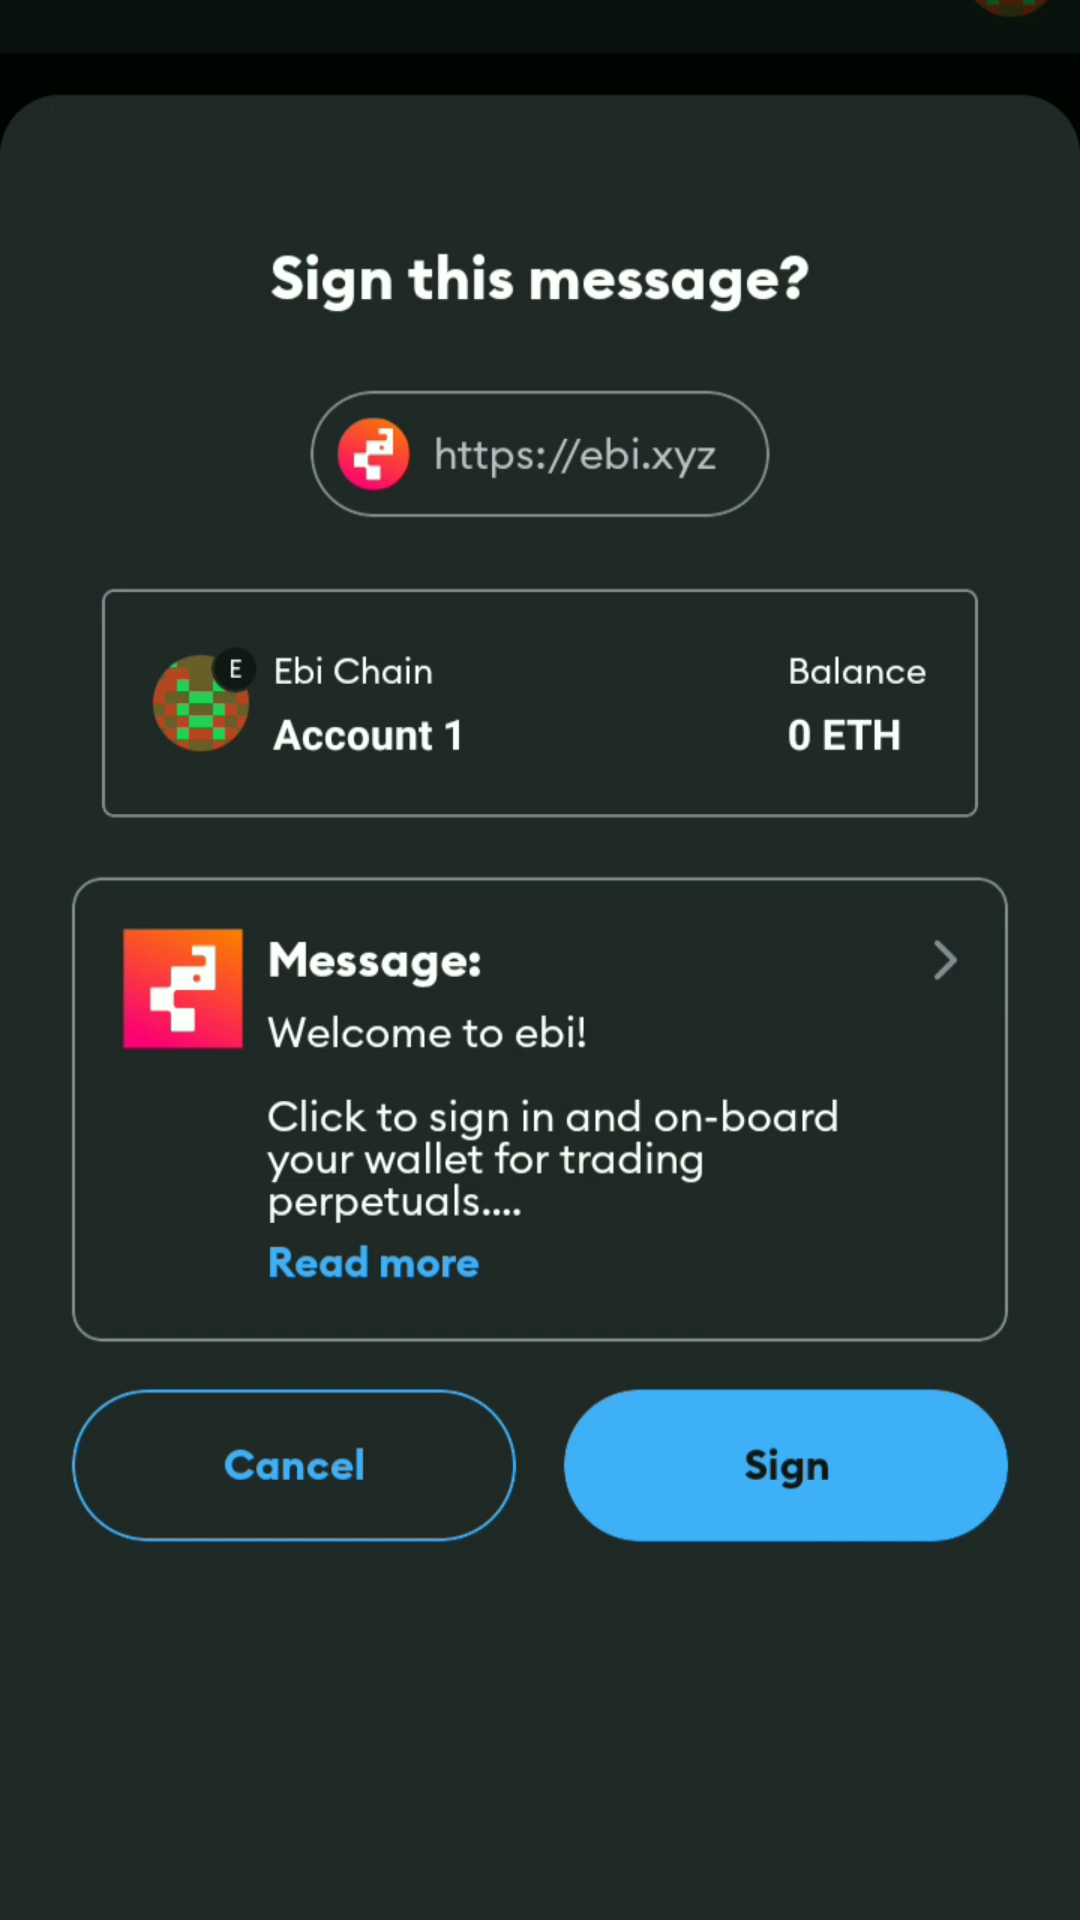 Sign this message?
https://ebi.xyz
E
Ebi Chain
Balance
Account 1
0 ETH
Message:
Welcome to ebi!
Click to sign in and on-board
your wallet for trading
perpetuals....
Read more
Cancel
Sign